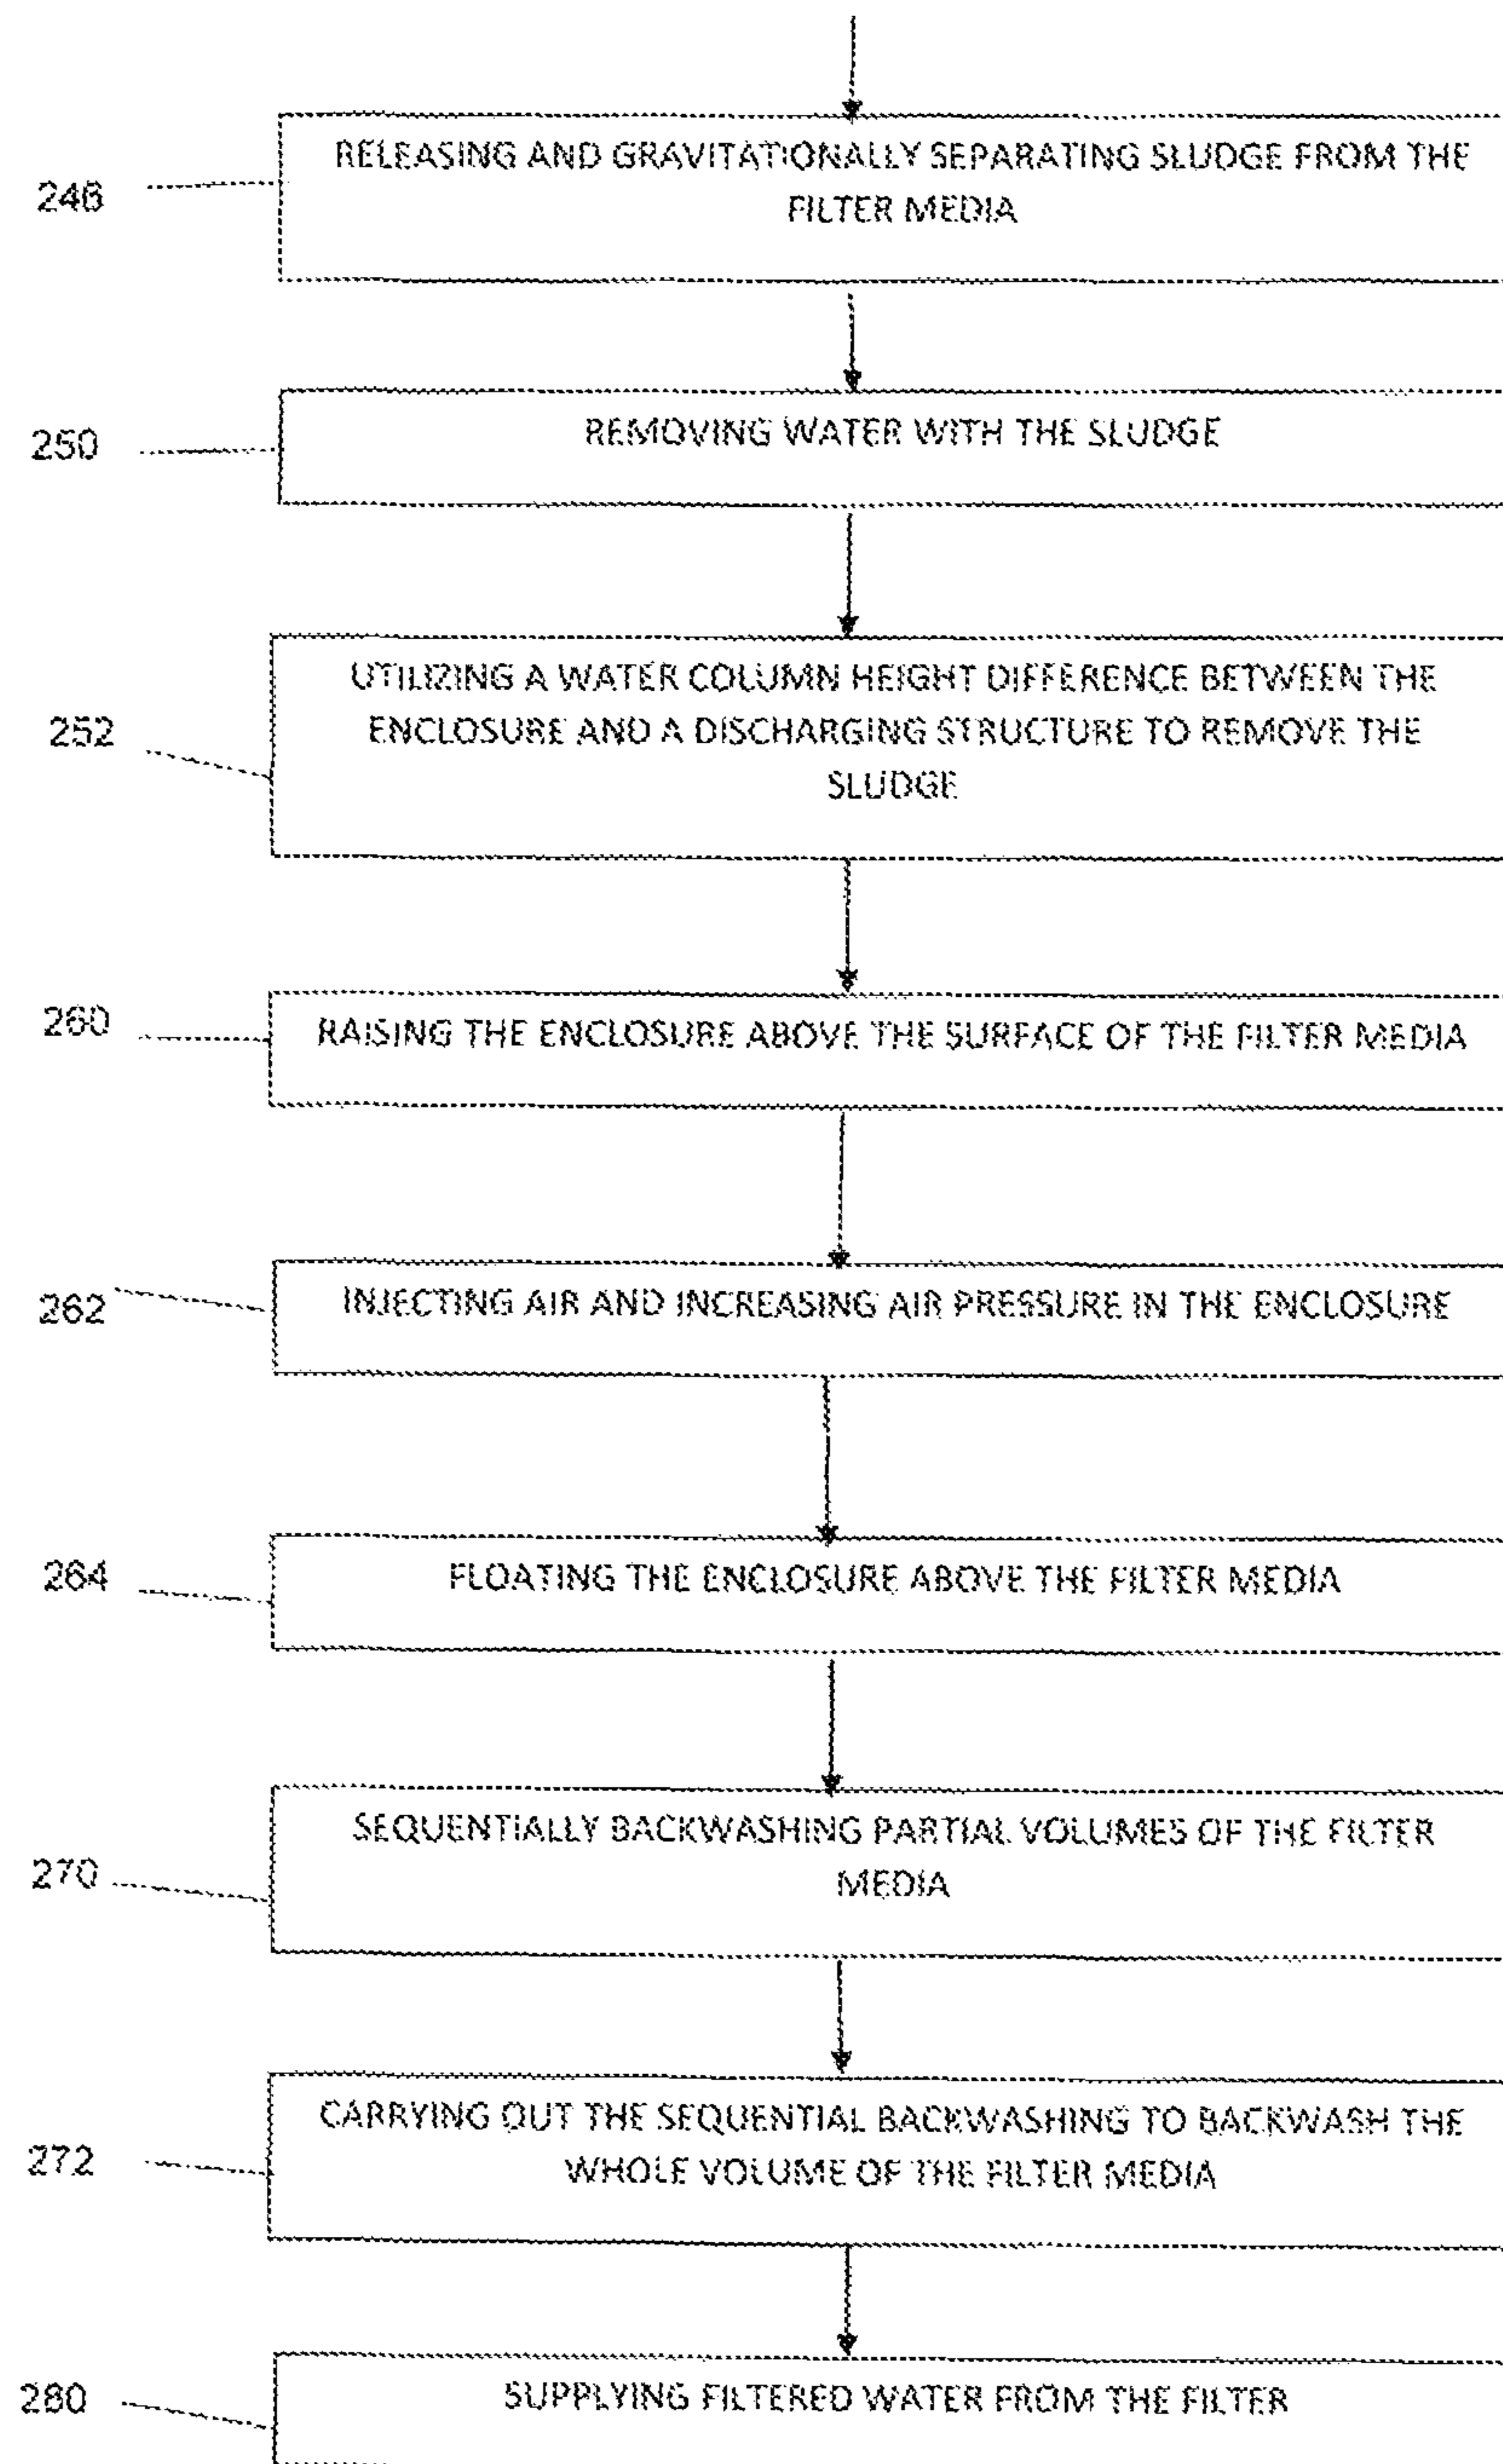 RELEASING AND GRAVITATIONALLY SEPARATING SLUDGE FROM THE
FILTER MEDIA
250
REMOVING WATER WITH THE SLUDGE
252
UTILIZING A WATER COLUMN HEIGHT DIFFERENCE BETWEEN THE
ENCLOSURE AND A DISCHARGING STRUCTURE TO REMOVE THE
SLUDGE
260
RAISING THE ENCLOSURE ABOVE THE SURFACE OF THE FILTER MEDIA
262
INJECTING AIR AND INCREASING AIR PRESSURE IN THE ENCLOSURE
264
FLOATING THE ENCLOSURE ABOVE THE FILTER MEDIA
270
SEQUENTIALLY BACKWASHING PARTIAL VOLUMES OF THE FILTER
MEDIA
272
CARRYING OUT THE SEQUENTIAL BACKWASHING TO BACKWASH THE
WHOLE VOLUME OF THE FILTER MEDIA
280
SUPPLYING FILTERED WATER FROM THE FILTER